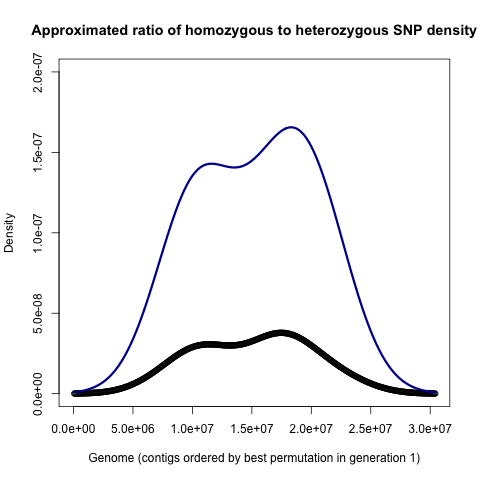 Approximated ratio of homozygous to heterozygous SNP density
Density
2.0e-07
1.5e-07
1.0e-07
5.0e-08
0.0e+00
0.0e+00 5.0e+06 1.0e+07 1.5e+07 2.0e+07 2.5e+07 3.0e+07
Genome (contigs ordered by best permutation in generation 1)